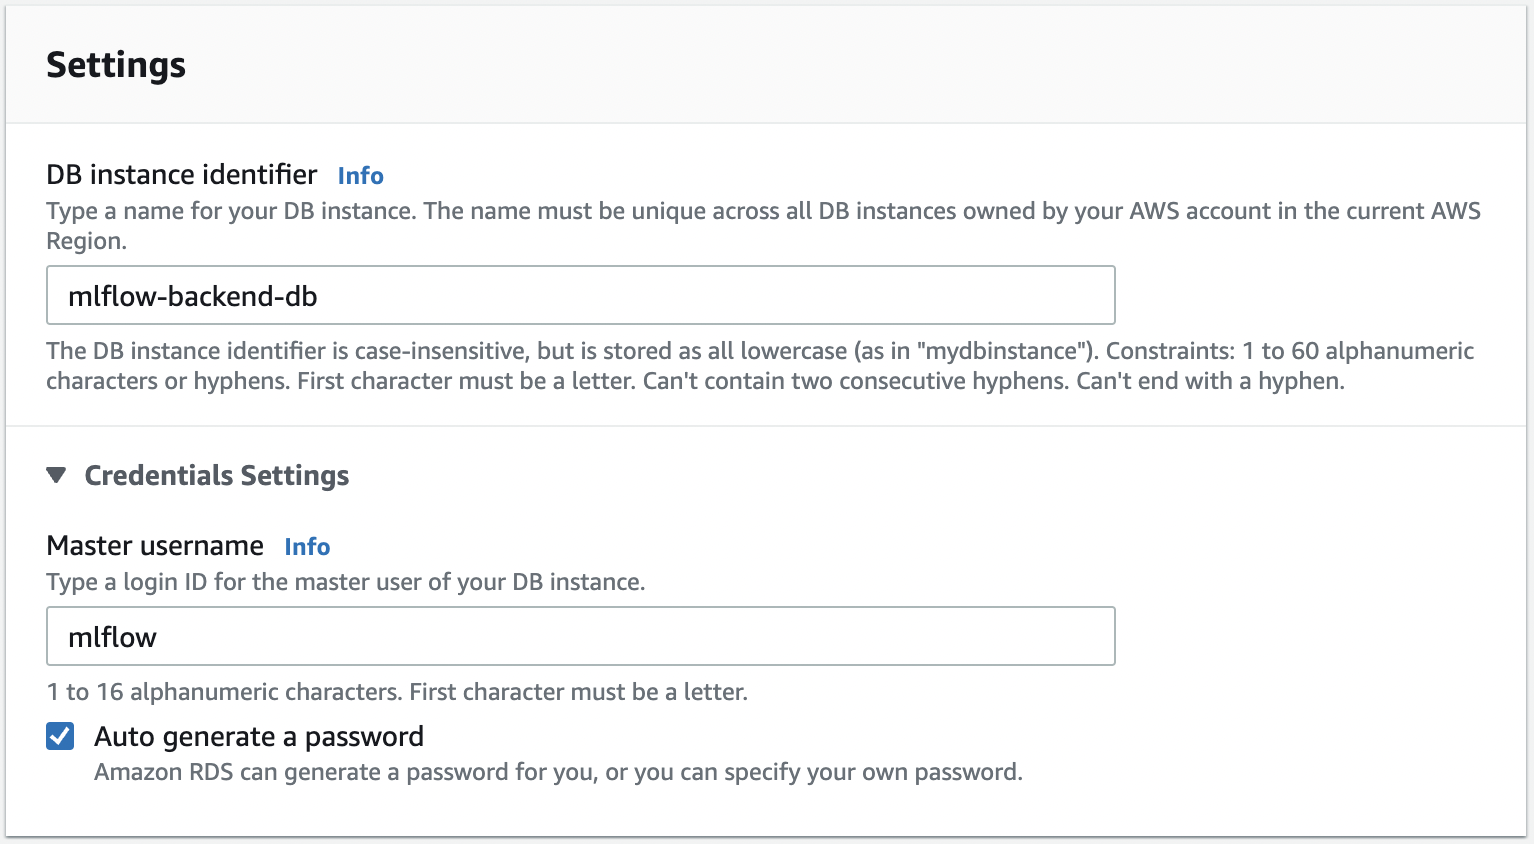 Settings
DB instance identifier Info
Type a name for your DB instance. The name must be unique across all DB instances owned by your AWS account in the current AWS
Region.
mlflow-backend-db
The DB instance identifier is case-insensitive, but is stored as all lowercase (as in "mydbinstance"). Constraints: 1 to 60 alphanumeric
characters or hyphens. First character must be a letter. Can't contain two consecutive hyphens. Can't end with a hyphen.
Credentials Settings
Master username Info
Type a login ID for the master user of your DB instance.
mlflow
1 to 16 alphanumeric characters. First character must be a letter.
Auto generate a password
Amazon RDS can generate a password for you, or you can specify your own password.